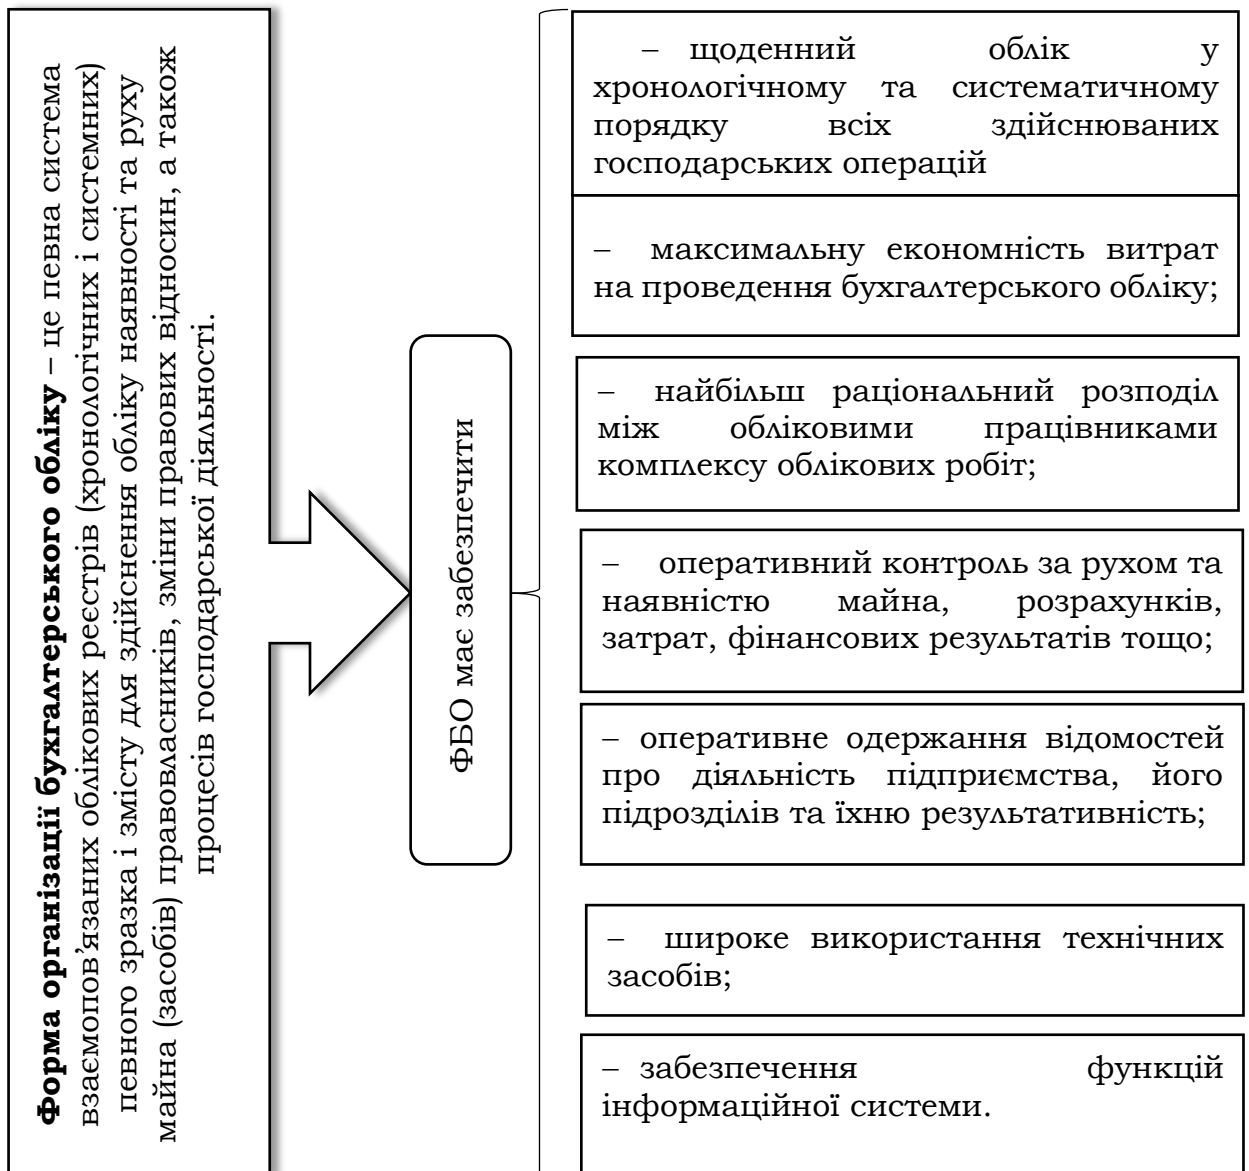 Форма організації бухгалтерського обліку – це певна система
взаємопов’язаних облікових реєстрів (хронологічних і системних)
певного зразка і змісту для здійснення обліку наявності та руху
майна (засобів) правовласників, зміни правових відносин, а також
процесів господарської діяльності.
ФБО має забезпечити
– щоденний облік у
хронологічному та систематичному
порядку всіх здійснюваних
господарських операцій
– максимальну економність витрат
на проведення бухгалтерського обліку;
– найбільш раціональний розподіл
між обліковими працівниками
комплексу облікових робіт;
– оперативний контроль за рухом та
наявністю майна, розрахунків,
затрат, фінансових результатів тощо;
– оперативне одержання відомостей
про діяльність підприємства, його
підрозділів та їхню результативність;
– широке використання технічних
засобів;
– забезпечення функцій
інформаційної системи.